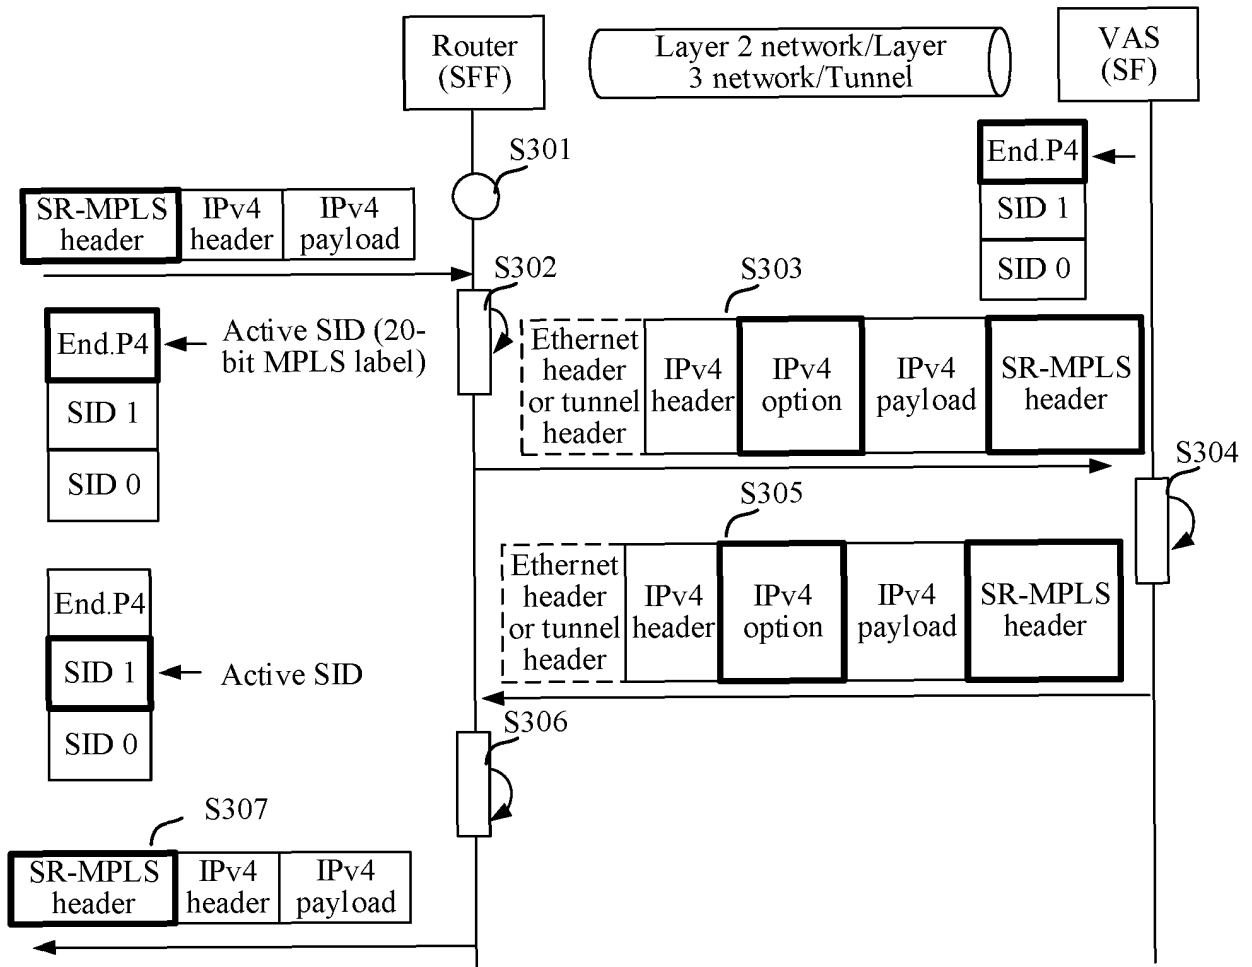 Router
(SFF)
Layer 2 network/Layer
3 network/Tunnel
VAS
(SF)
S301
End.P4
SID 1
SID 0
SR-MPLS
header
IPv4
header
IPv4
payload
S302
S303
End.P4
SID 1
SID 0
Active SID (20-
bit MPLS label)
Ethernet
header
or tunnel
header
IPv4
header
IPv4
option
IPv4
payload
SR-MPLS
header
S304
S305
Ethernet
header
or tunnel
header
IPv4
header
IPv4
option
IPv4
payload
SR-MPLS
header
End.P4
SID 1
SID 0
Active SID
S306
S307
SR-MPLS
header
IPv4
header
IPv4
payload